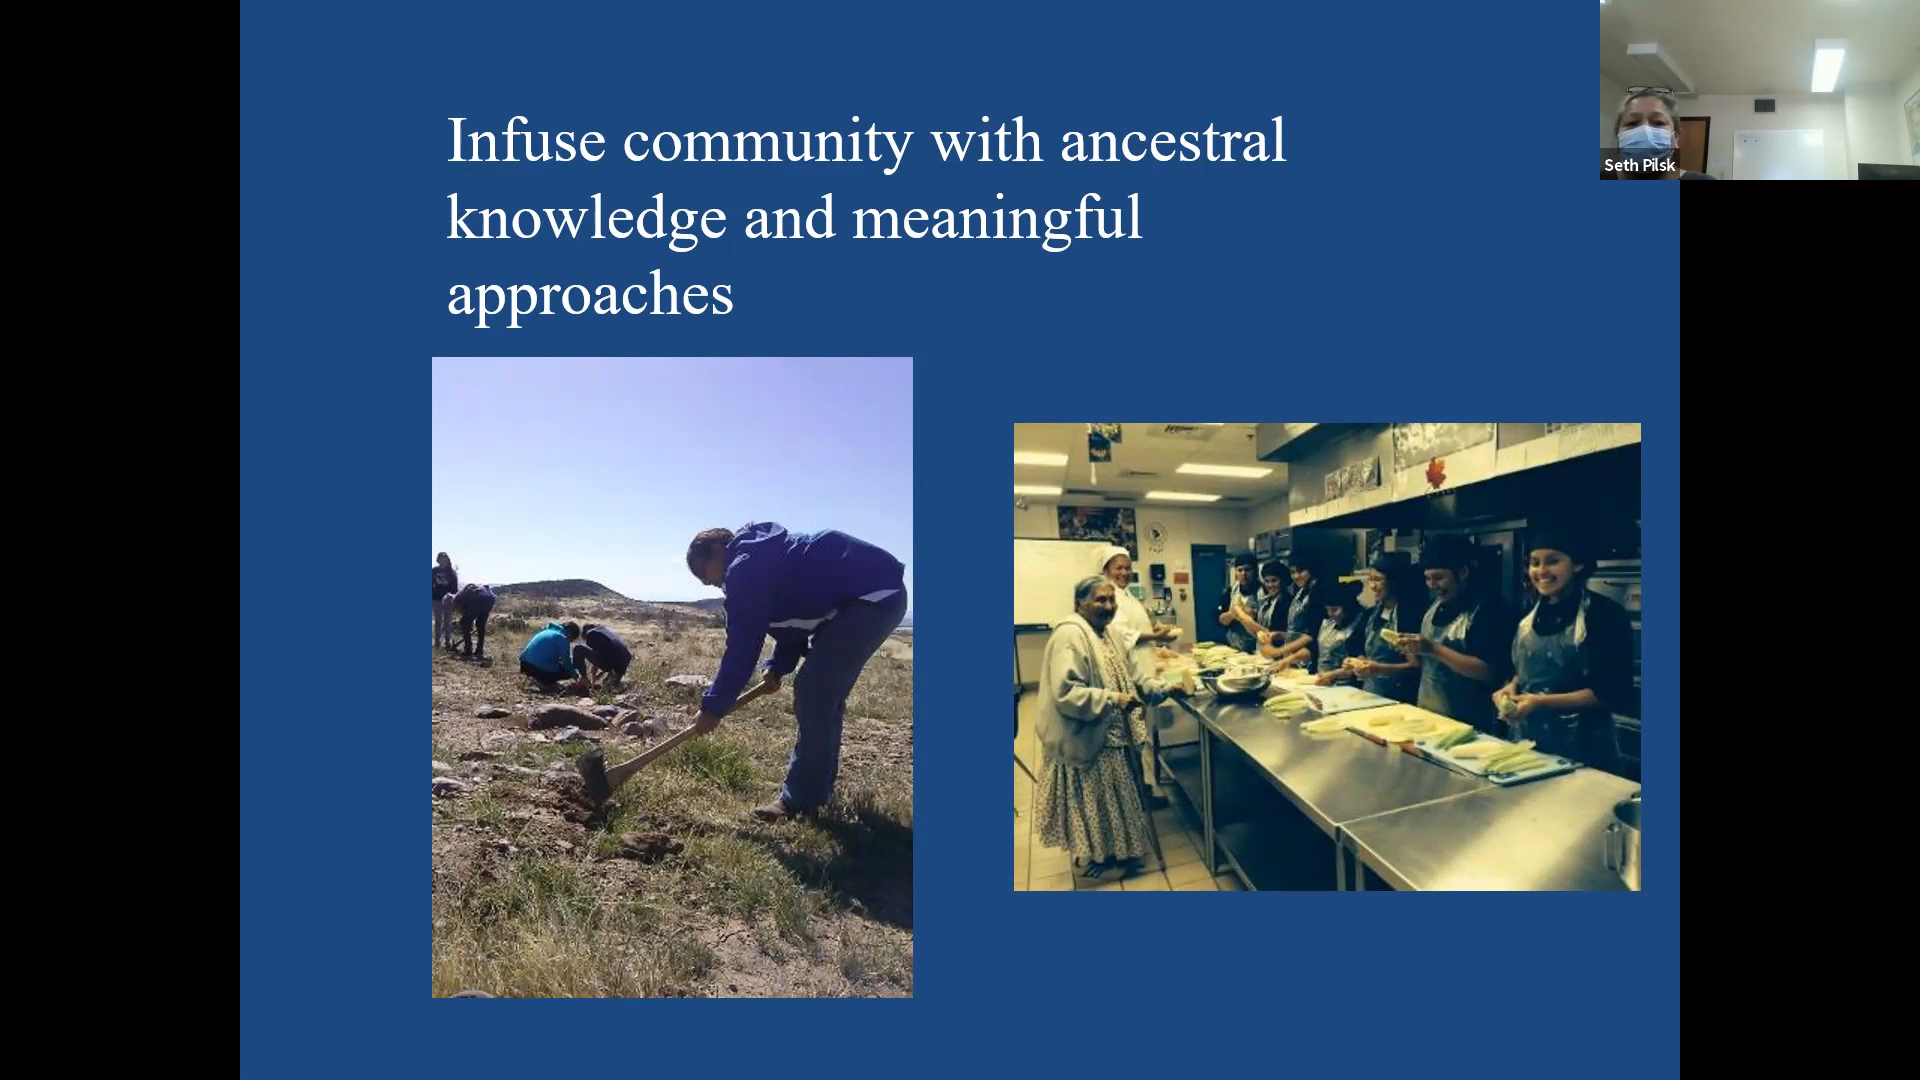 Infuse community with ancestral
knowledge and meaningful
approaches
Seth Pilsk